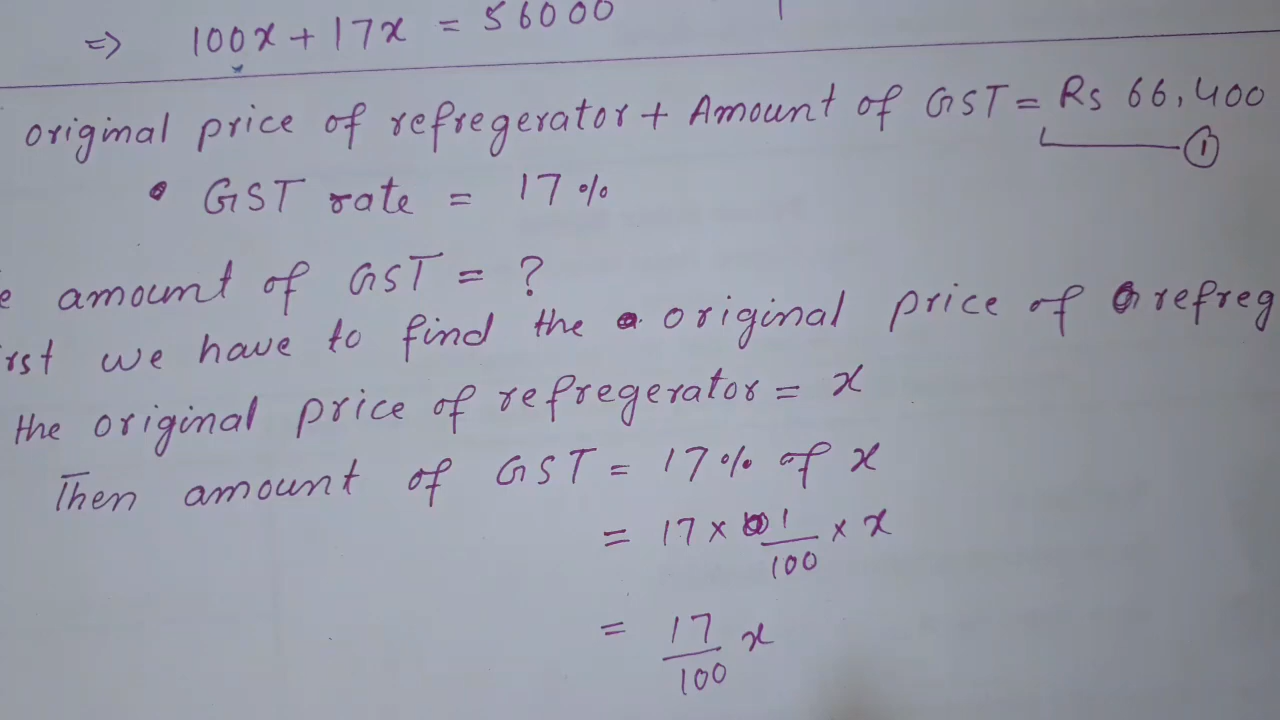 => 100x + 17x = 56000
original price of refregerator + Amount of GST = Rs 66,400
①
• GST rate = 17%
e amount of GST = ?
rst we have to find the original price of refreg
the original price of refregerator = x
Then amount of GST = 17% of x
= 17 × 1/100 × x
= 17/100 x